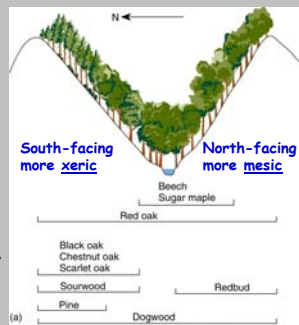 N
South-facing
more xeric
North-facing
more mesic
Beech
Sugar maple
Red oak
Black oak
Chestnut oak
Scarlet oak
Sourwood
Redbud
Pine
(a)
Dogwood